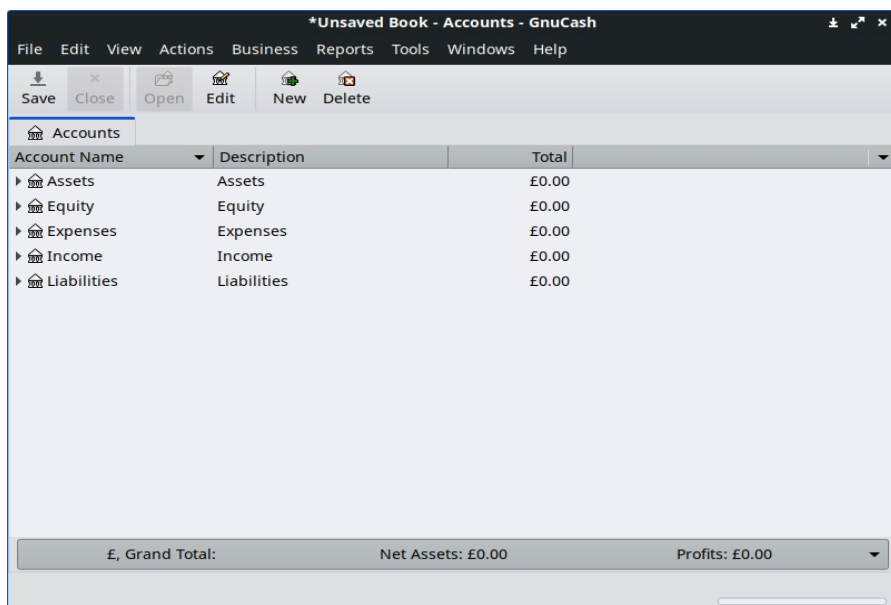 *Unsaved Book - Accounts - GnuCash
File Edit View Actions Business Reports Tools Windows Help
Save Close Open Edit New Delete
Accounts
Account Name Description Total
Assets Assets £0.00
Equity Equity £0.00
Expenses Expenses £0.00
Income Income £0.00
Liabilities Liabilities £0.00
£, Grand Total: Net Assets: £0.00 Profits: £0.00